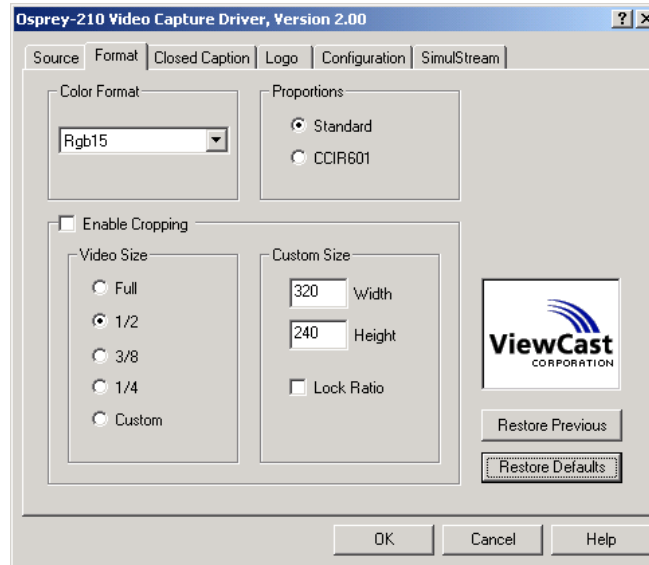 Osprey-210 Video Capture Driver, Version 2.00
Source Format Closed Caption Logo Configuration SimulStream
Color Format
Rgb15
Proportions
Standard
CCIR601
Enable Cropping
Video Size
Full
1/2
3/8
1/4
Custom
Custom Size
320 Width
240 Height
Lock Ratio
ViewCast
CORPORATION
Restore Previous
Restore Defaults
OK Cancel Help